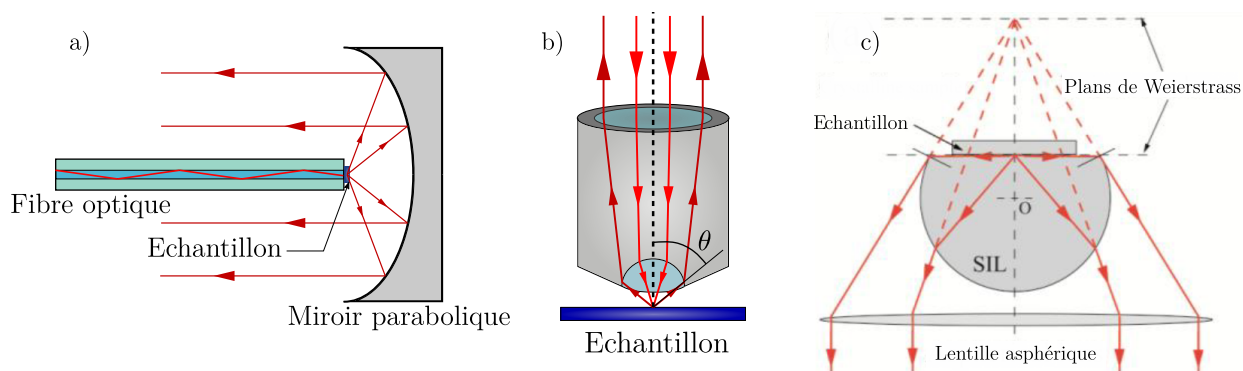 a)
Fibre optique
Echantillon
Miroir parabolique
b)
θ
Echantillon
c)
Plans de Weierstrass
Echantillon
O
SIL
Lentille asphérique